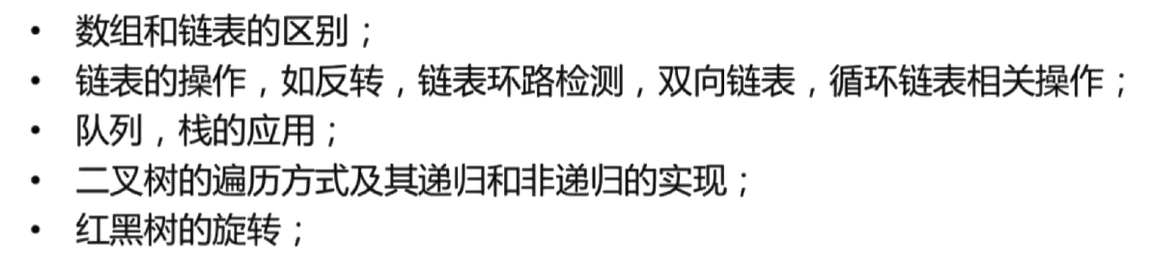 • 数组和链表的区别；
• 链表的操作，如反转，链表环路检测，双向链表，循环链表相关操作；
• 队列，栈的应用；
• 二叉树的遍历方式及其递归和非递归的实现；
• 红黑树的旋转；